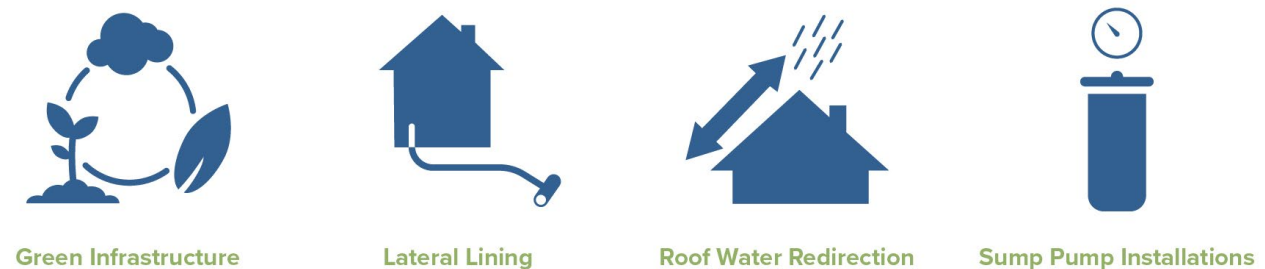 Green Infrastructure
Lateral Lining
Roof Water Redirection
Sump Pump Installations